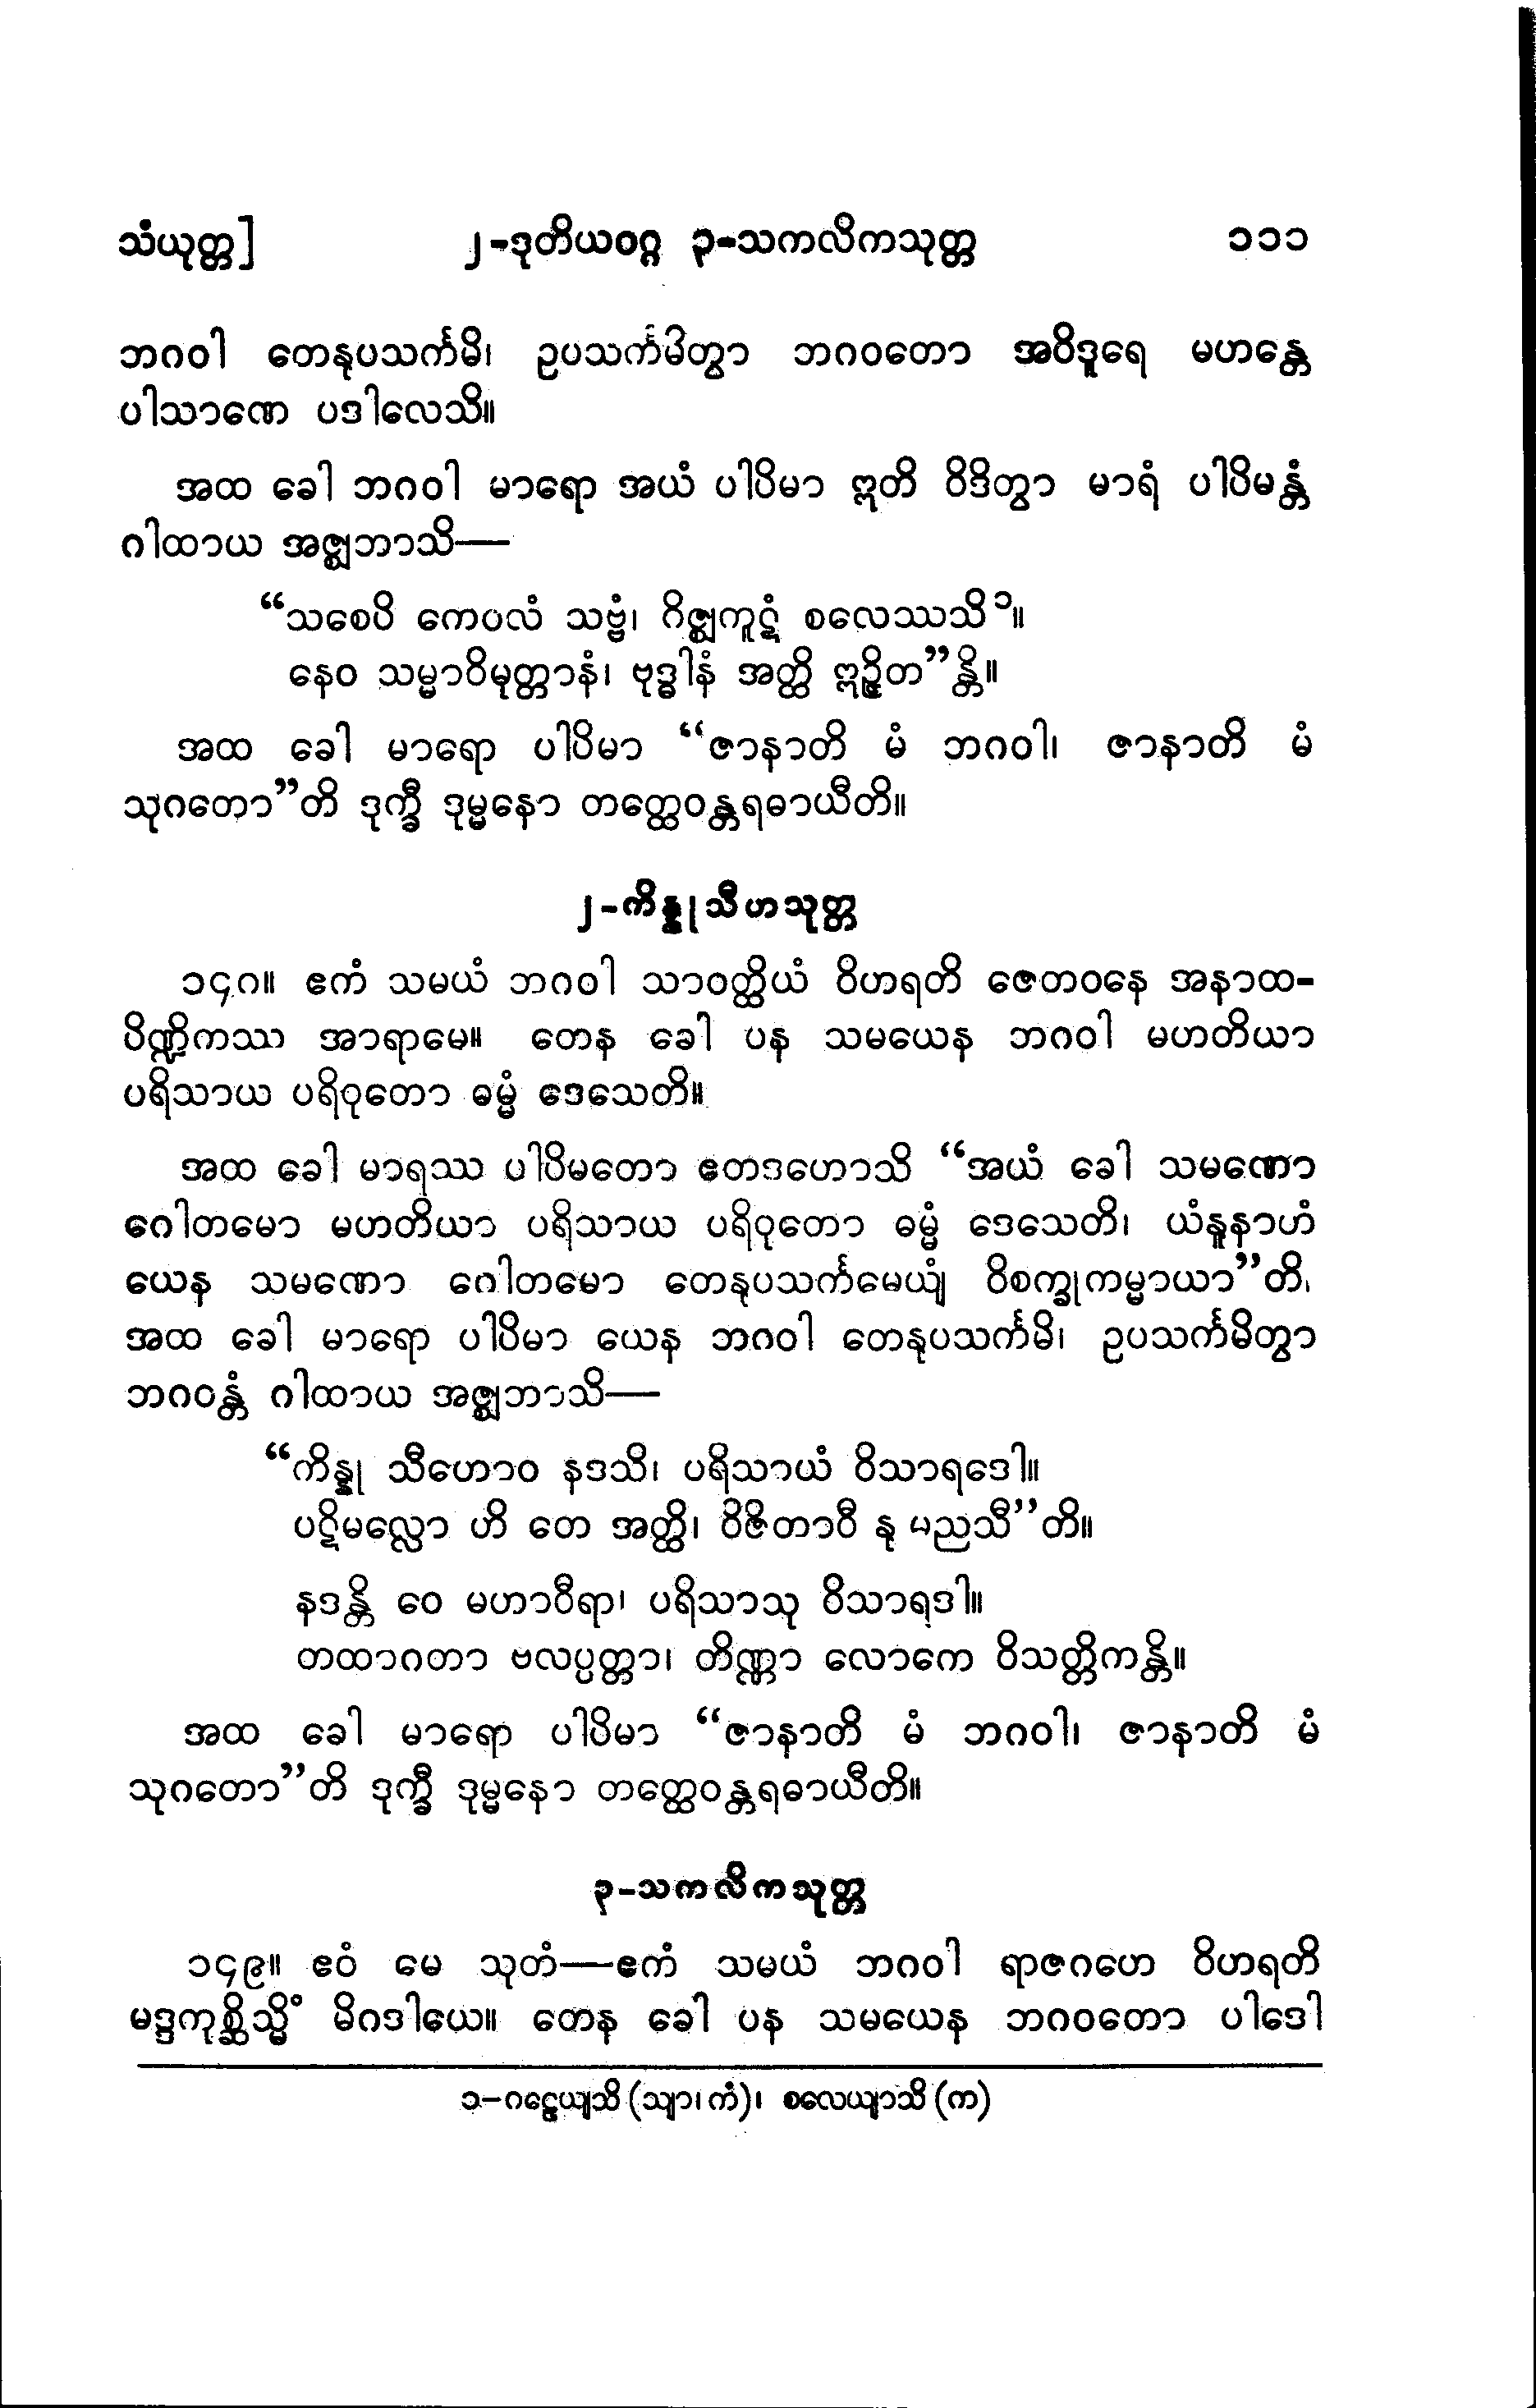 သံယုတ္တ] ၂-ဒုတိယဝဂ္ဂ ၃-သကလိကသုတ္တ ၁၁၁
ဘဂဝါ တေနုပသင်္ကမိ၊ ဥပသင်္ကမိတွာ ဘဂဝတော အဝိဒူရေ မဟန္တေ
ပါသာဏေ ပဒါလေသိ။
အထ ခေါ ဘဂဝါ မာရော အယံ ပါပိမာ ဣတိ ဝိဒိတွာ မာရံ ပါပိမန္တံ
ဂါထာယ အဇ္ဈဘာသိ—
“သစေပိ ကေဝလံ သဗ္ဗံ၊ ဂိဇ္ဈကူဋံ စလေဿသိ၁။
နေဝ သမ္မာဝိမုတ္တာနံ၊ ဗုဒ္ဓါနံ အတ္ထိ ဣဉ္ဇိတ”န္တိ။
အထ ခေါ မာရော ပါပိမာ “ဇာနာတိ မံ ဘဂဝါ၊ ဇာနာတိ မံ
သုဂတော”တိ ဒုက္ခီ ဒုမ္မနော တတ္ထေဝန္တရဓာယီတိ။
၂-ကိန္နုသီဟသုတ္တ
၁၄၈။ ဧကံ သမယံ ဘဂဝါ သာဝတ္ထိယံ ဝိဟရတိ ဇေတဝနေ အနာထ-
ပိဏ္ဍိကဿ အာရာမေ။ တေန ခေါ ပန သမယေန ဘဂဝါ မဟတိယာ
ပရိသာယ ပရိဝုတော ဓမ္မံ ဒေသေတိ။
အထ ခေါ မာရဿ ပါပိမတော ဧတဒဟောသိ “အယံ ခေါ သမဏော
ဂေါတမော မဟတိယာ ပရိသာယ ပရိဝုတော ဓမ္မံ ဒေသေတိ၊ ယံနူနာဟံ
ယေန သမဏော ဂေါတမော တေနုပသင်္ကမေယျံ ဝိစက္ခုကမ္မာယာ”တိ၊
အထ ခေါ မာရော ပါပိမာ ယေန ဘဂဝါ တေနုပသင်္ကမိ၊ ဥပသင်္ကမိတွာ
ဘဂဝန္တံ ဂါထာယ အဇ္ဈဘာသိ—
“ကိန္နု သီဟောဝ နဒသိ၊ ပရိသာယံ ဝိသာရဒေါ။
ပဋိမလ္လော ဟိ တေ အတ္ထိ၊ ဝိဇိတာဝီ နု မညသီ”တိ။
နဒန္တိ ဝေ မဟာဝီရာ၊ ပရိသာသု ဝိသာရဒါ။
တထာဂတာ ဗလပ္ပတ္တာ၊ တိဏ္ဏာ လောကေ ဝိသတ္တိကန္တိ။
အထ ခေါ မာရော ပါပိမာ “ဇာနာတိ မံ ဘဂဝါ၊ ဇာနာတိ မံ
သုဂတော”တိ ဒုက္ခီ ဒုမ္မနော တတ္ထေဝန္တရဓာယီတိ။
၃-သကလိကသုတ္တ
၁၄၉။ ဧဝံ မေ သုတံ—ဧကံ သမယံ ဘဂဝါ ရာဇဂဟေ ဝိဟရတိ
မဒ္ဒကုစ္ဆိသ္မိံ မိဂဒါယေ။ တေန ခေါ ပန သမယေန ဘဂဝတော ပါဒေါ
၁-ဂဠေယျသိ (သျာ၊ ကံ)၊ စလေယျာသိ (က)